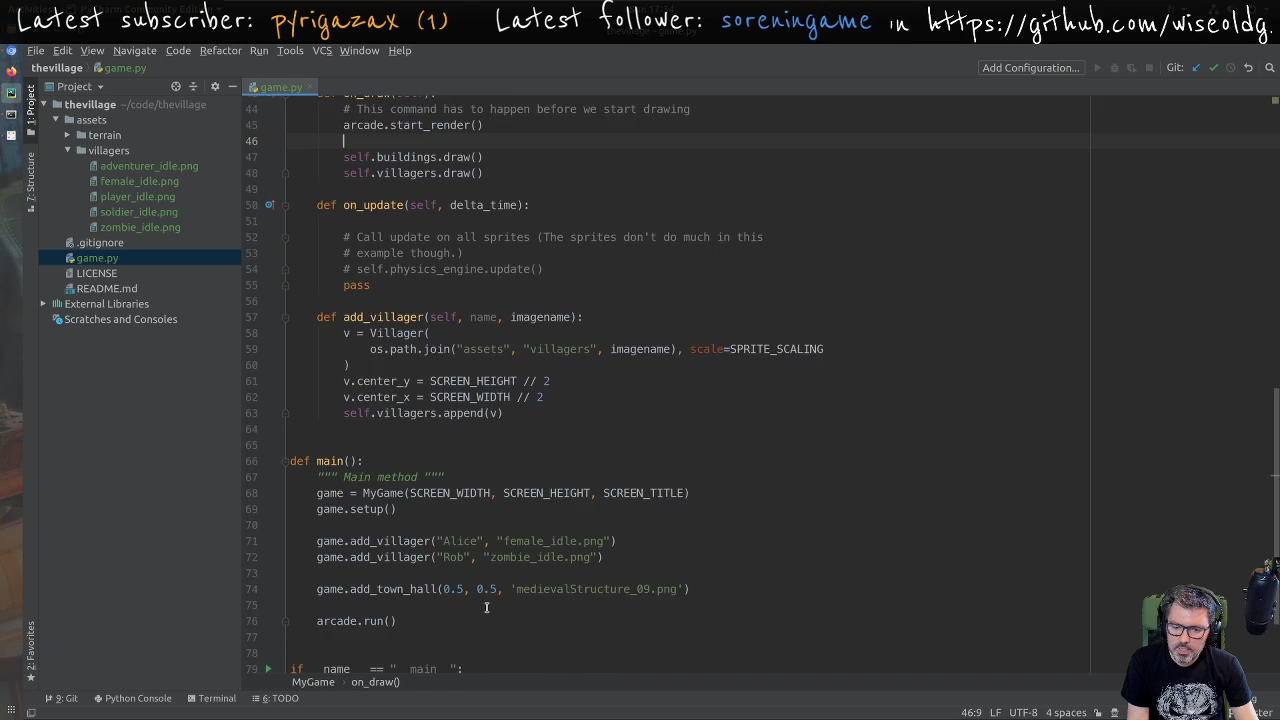 Latest subscriber: pyrigazax (1) Latest follower: soreningame in https://github.com/wiseoldg.
File Edit View Navigate Code Refactor Run Tools VCS Window Help
thevillage game.py Add Configuration... Git:
Project game.py
thevillage ~/code/thevillage
assets
terrain
villagers
adventurer_idle.png
female_idle.png
player_idle.png
soldier_idle.png
zombie_idle.png
.gitignore
game.py
LICENSE
README.md
External Libraries
Scratches and Consoles
1: Project
7: Structure
2: Favorites
44 # This command has to happen before we start drawing
45 arcade.start_render()
46
47 self.buildings.draw()
48 self.villagers.draw()
49
50 def on_update(self, delta_time):
51
52 # Call update on all sprites (The sprites don't do much in this
53 # example though.)
54 # self.physics_engine.update()
55 pass
56
57 def add_villager(self, name, imagename):
58 v = Villager(
59 os.path.join("assets", "villagers", imagename), scale=SPRITE_SCALING
60 )
61 v.center_y = SCREEN_HEIGHT // 2
62 v.center_x = SCREEN_WIDTH // 2
63 self.villagers.append(v)
64
65
66 def main():
67 """ Main method """
68 game = MyGame(SCREEN_WIDTH, SCREEN_HEIGHT, SCREEN_TITLE)
69 game.setup()
70
71 game.add_villager("Alice", "female_idle.png")
72 game.add_villager("Rob", "zombie_idle.png")
73
74 game.add_town_hall(0.5, 0.5, 'medievalStructure_09.png')
75
76 arcade.run()
77
78
79 if __name__ == "__main__":
MyGame on_draw()
9: Git Python Console Terminal 6: TODO
46:9 LF UTF-8 4 spaces